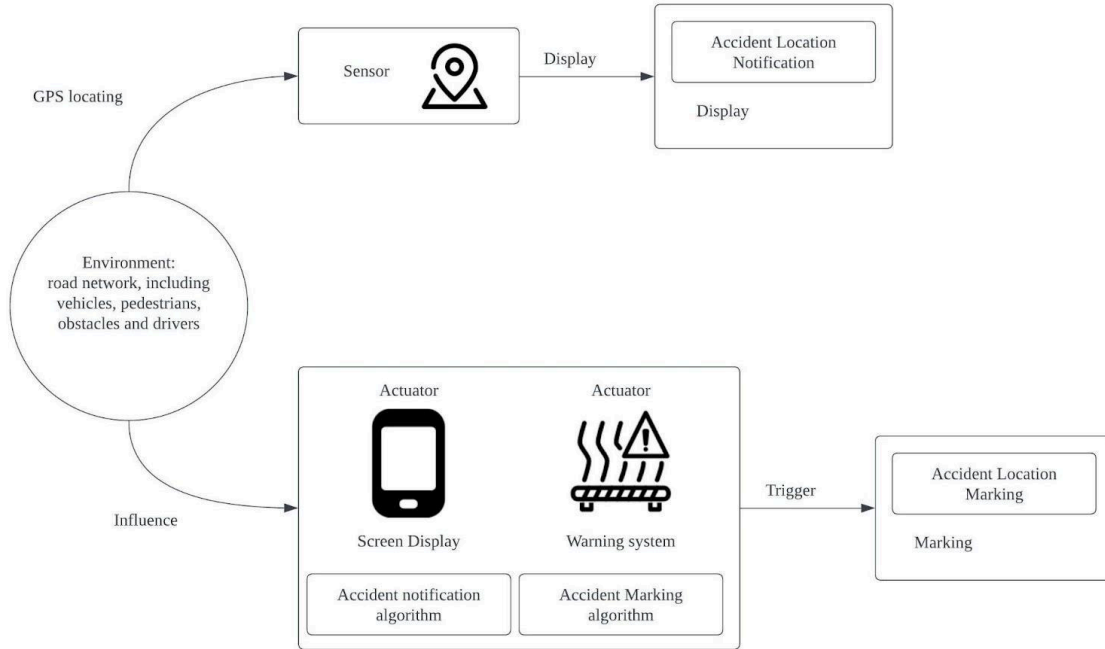 Accident Location
Notification
Display
Sensor
Display
GPS locating
Environment:
road network, including
vehicles, pedestrians,
obstacles and drivers
Influence
Actuator
Actuator
Screen Display
Warning system
Accident notification
algorithm
Accident Marking
algorithm
Trigger
Accident Location
Marking
Marking